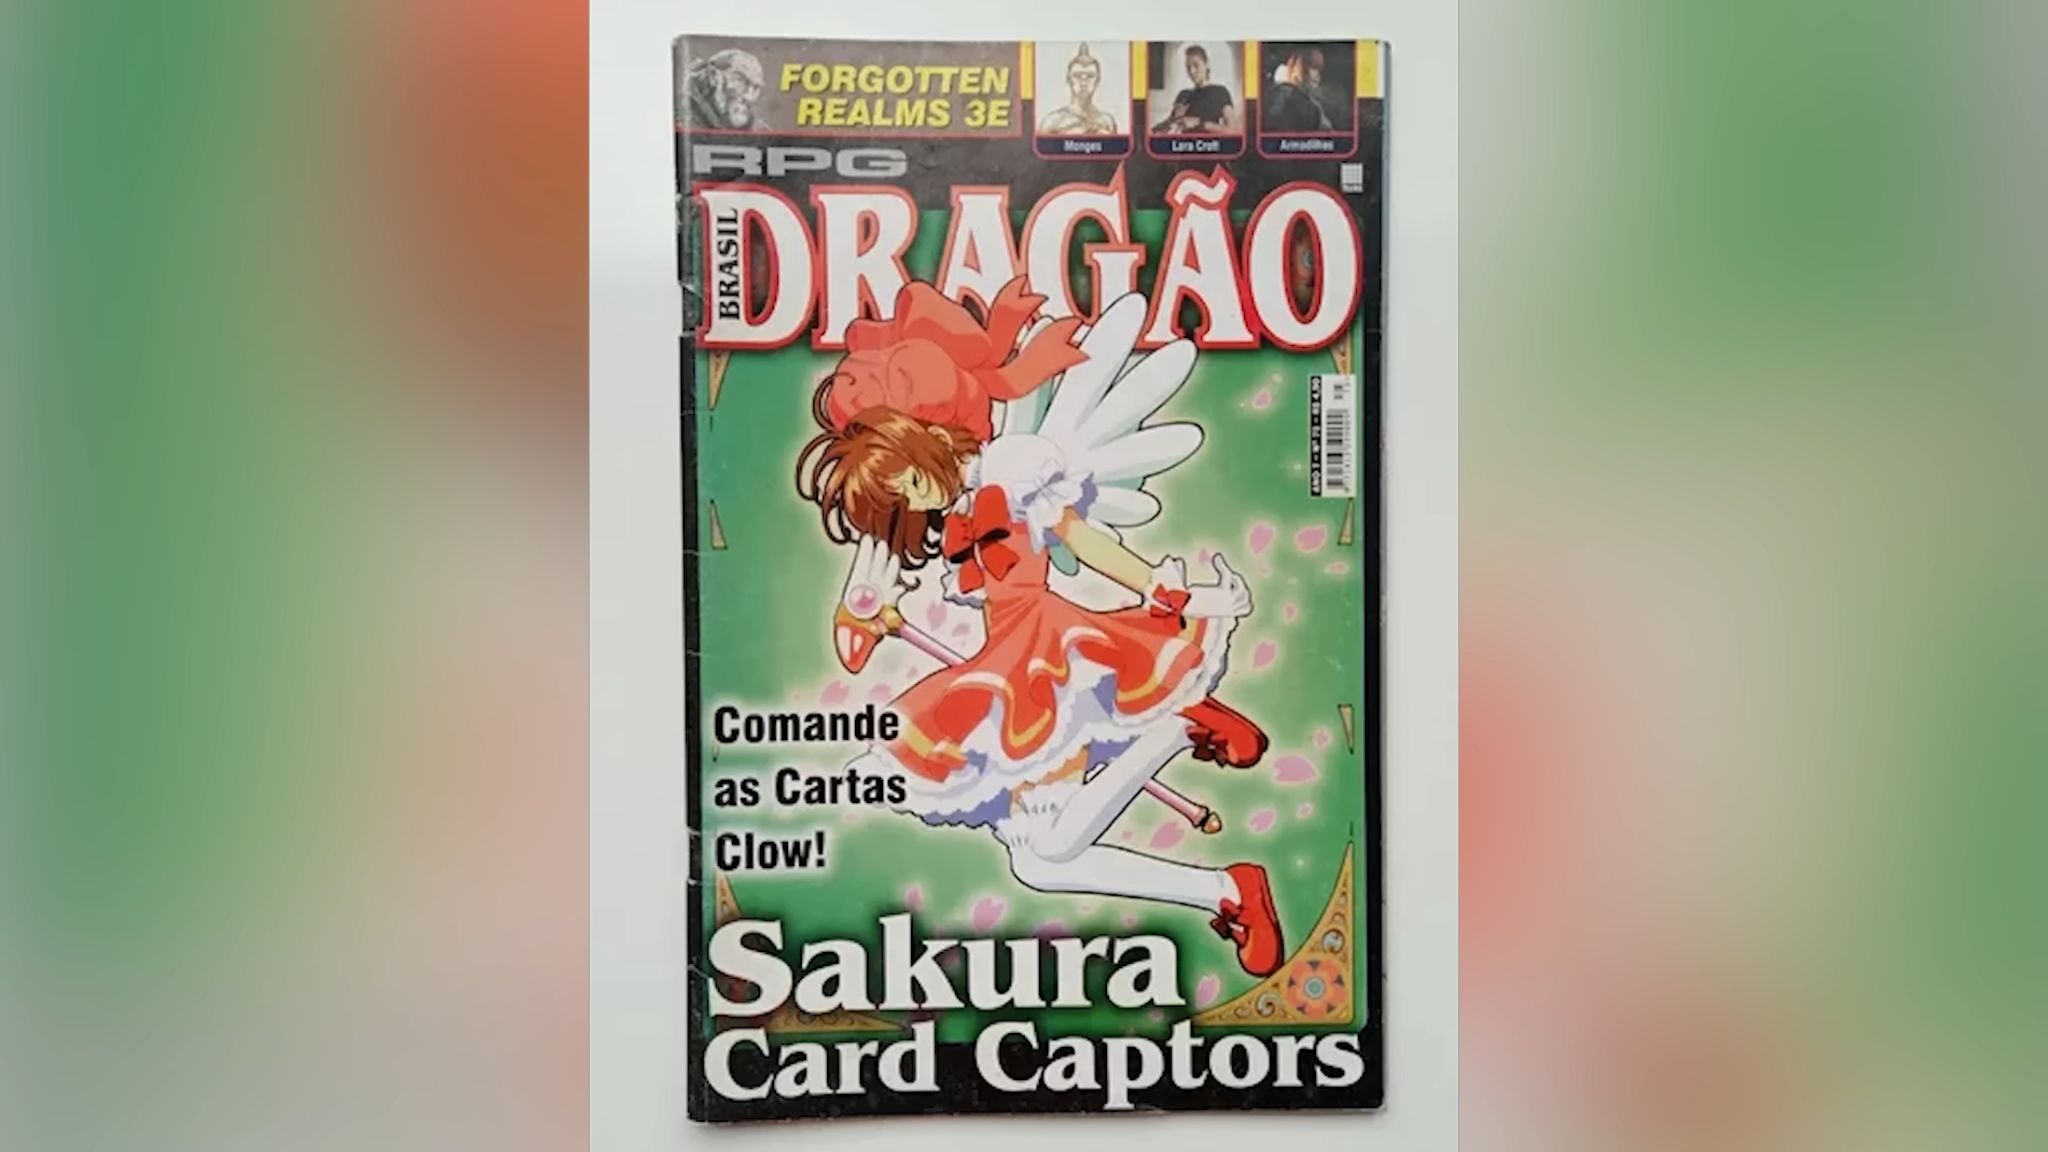 FORGOTTEN
REALMS 3E
Monges
Lara Croft
Armadilhas
RPG
BRASIL
DRAGÃO
Comande
as Cartas
Clow!
Sakura
Card Captors